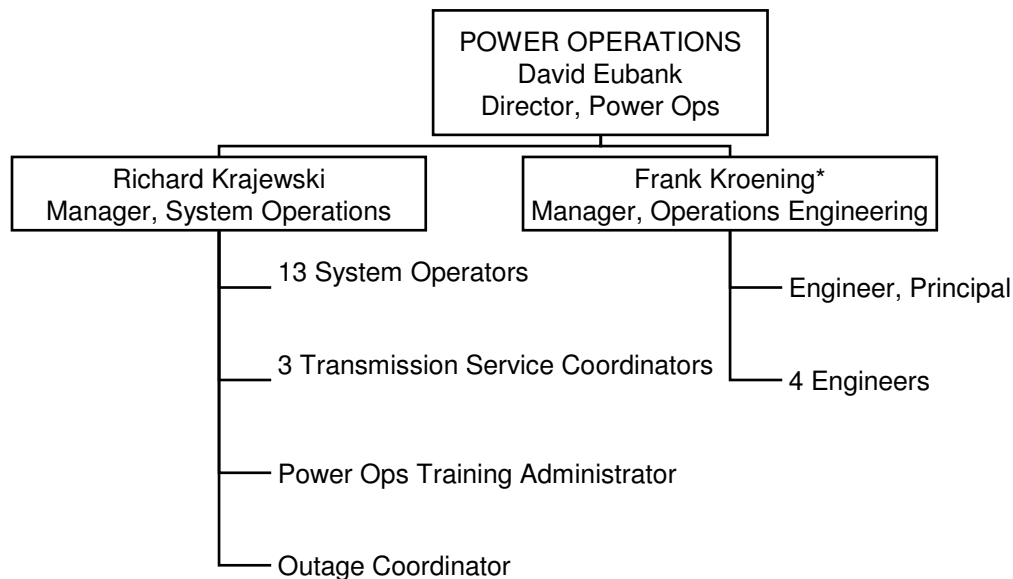 POWER OPERATIONS
David Eubank
Director, Power Ops
Richard Krajewski
Manager, System Operations
Frank Kroening*
Manager, Operations Engineering
13 System Operators
Engineer, Principal
3 Transmission Service Coordinators
4 Engineers
Power Ops Training Administrator
Outage Coordinator